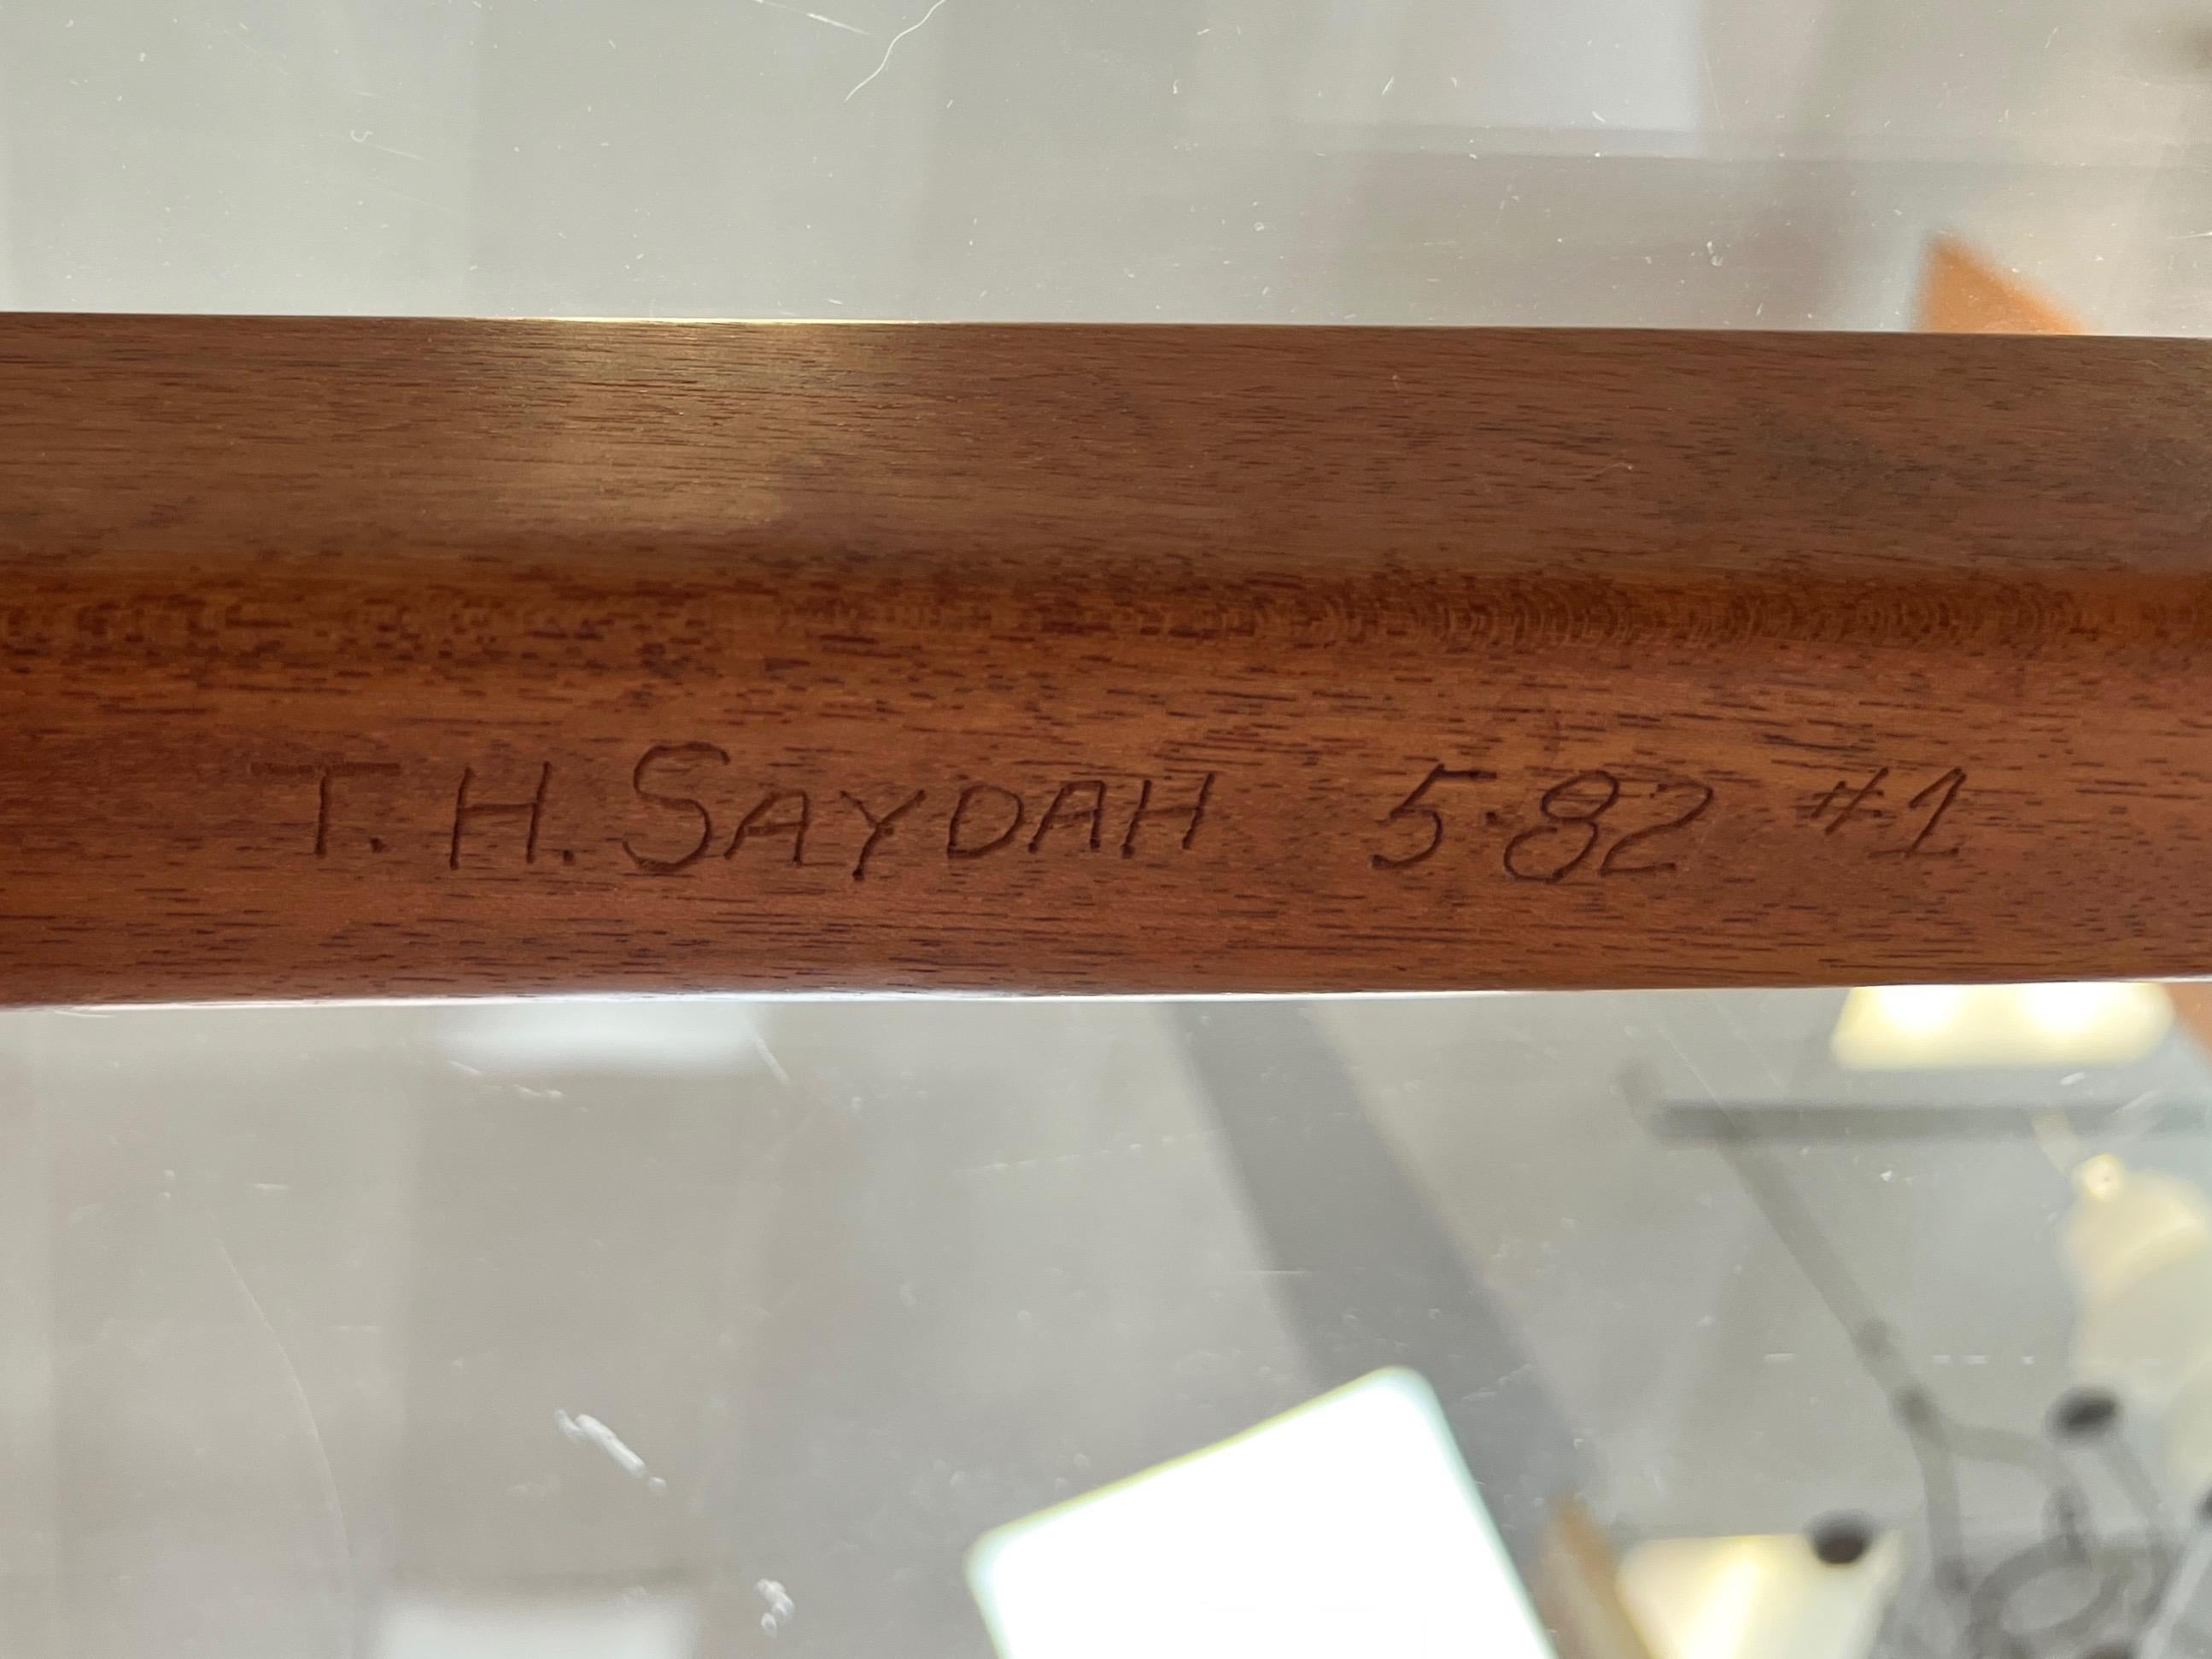 T. H. SAYDAH 5·82 #1